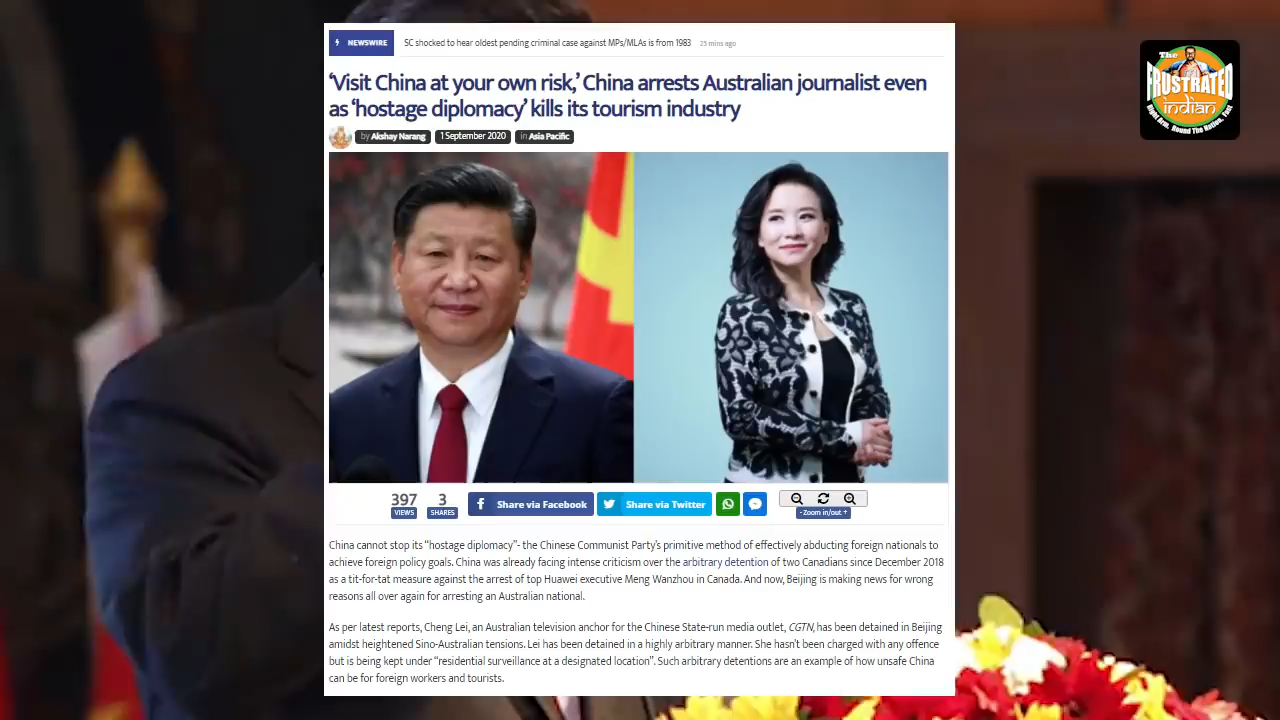 NEWSWIRE SC shocked to hear oldest pending criminal case against MPs/MLAs is from 1983 23 mins ago
‘Visit China at your own risk,’ China arrests Australian journalist even
as ‘hostage diplomacy’ kills its tourism industry
by Akshay Narang 1 September 2020 in Asia Pacific
The
FRUSTRATED
indian
Right Arm. Round The Nation. Fast
397 3
VIEWS SHARES
Share via Facebook Share via Twitter
- Zoom in/out +
China cannot stop its “hostage diplomacy”- the Chinese Communist Party’s primitive method of effectively abducting foreign nationals to
achieve foreign policy goals. China was already facing intense criticism over the arbitrary detention of two Canadians since December 2018
as a tit-for-tat measure against the arrest of top Huawei executive Meng Wanzhou in Canada. And now, Beijing is making news for wrong
reasons all over again for arresting an Australian national.
As per latest reports, Cheng Lei, an Australian television anchor for the Chinese State-run media outlet, CGTN, has been detained in Beijing
amidst heightened Sino-Australian tensions. Lei has been detained in a highly arbitrary manner. She hasn’t been charged with any offence
but is being kept under “residential surveillance at a designated location”. Such arbitrary detentions are an example of how unsafe China
can be for foreign workers and tourists.